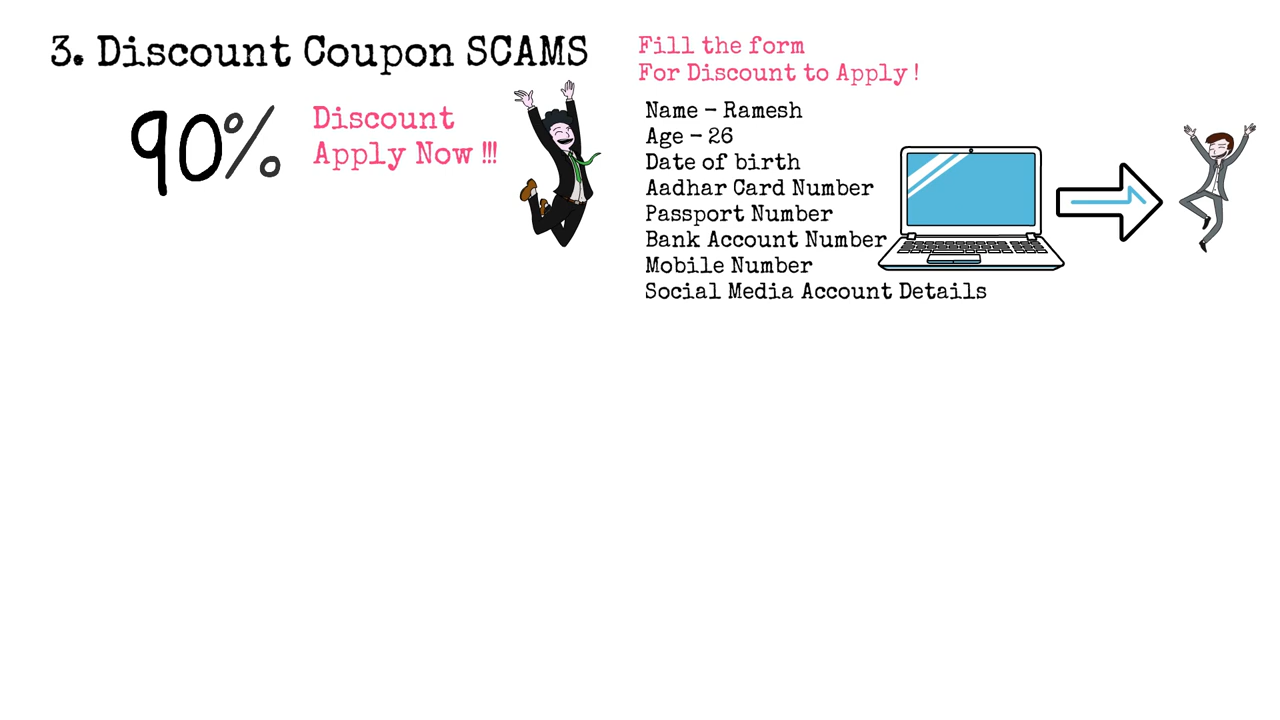 3. Discount Coupon SCAMS
90%
Discount
Apply Now !!!
Fill the form
For Discount to Apply !
Name - Ramesh
Age - 26
Date of birth
Aadhar Card Number
Passport Number
Bank Account Number
Mobile Number
Social Media Account Details